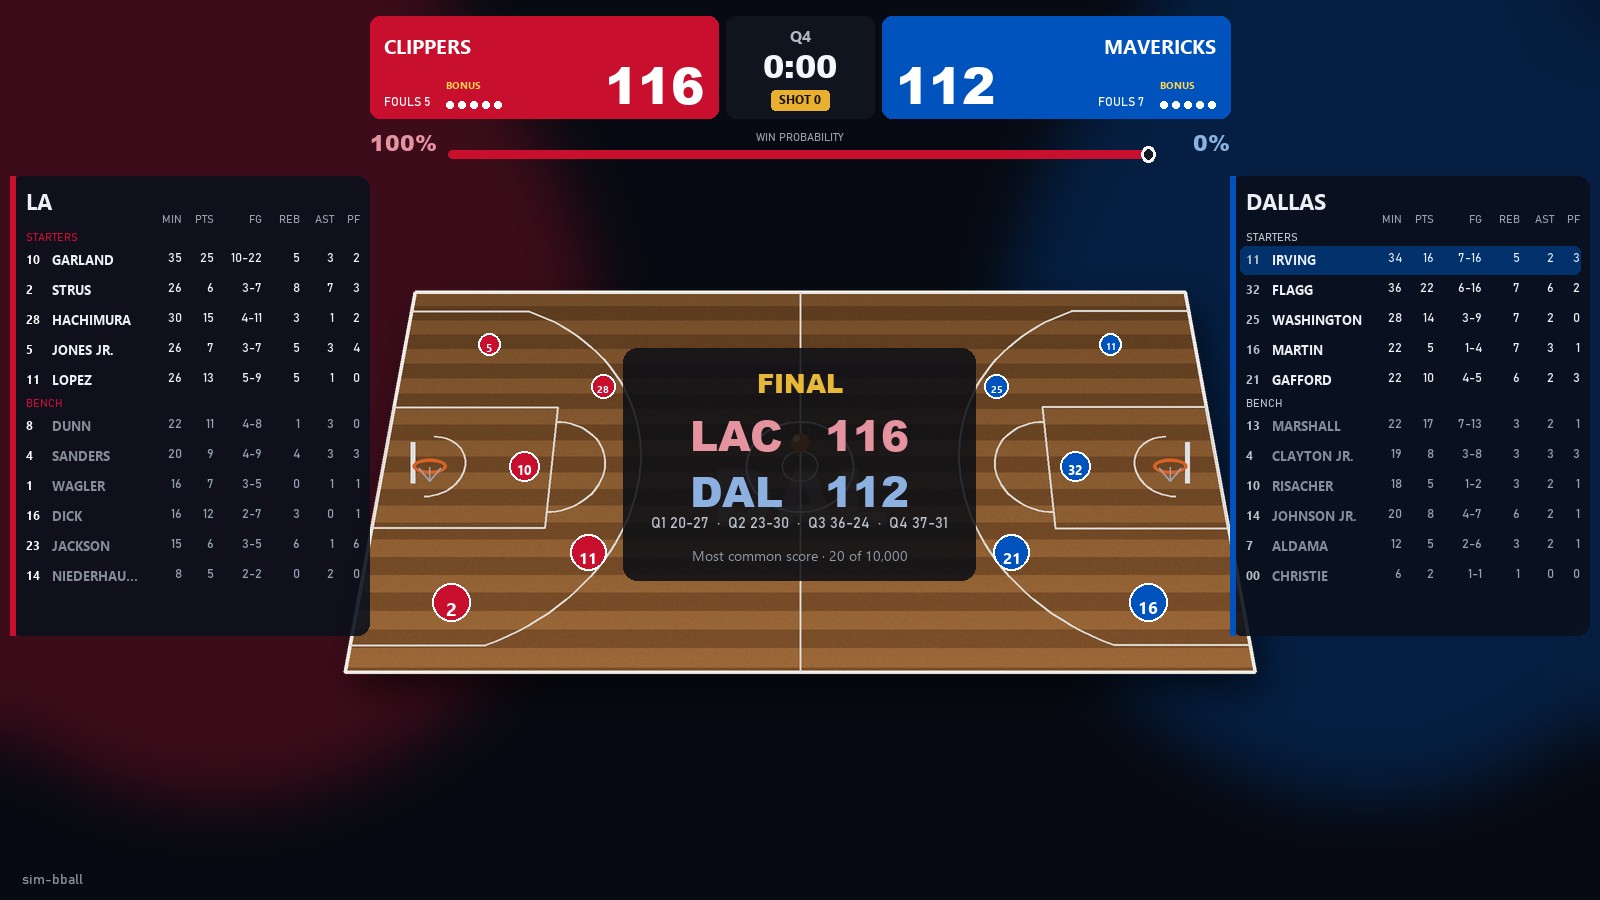 CLIPPERS
FOULS 5 BONUS 116
Q4
0:00
SHOT 0
MAVERICKS
112 FOULS 7 BONUS
100% WIN PROBABILITY 0%
LA
MIN PTS FG REB AST PF
STARTERS
10 GARLAND 35 25 10-22 5 3 2
2 STRUS 26 6 3-7 8 7 3
28 HACHIMURA 30 15 4-11 3 1 2
5 JONES JR. 26 7 3-7 5 3 4
11 LOPEZ 26 13 5-9 5 1 0
BENCH
8 DUNN 22 11 4-8 1 3 0
4 SANDERS 20 9 4-9 4 3 3
1 WAGLER 16 7 3-5 0 1 1
16 DICK 16 12 2-7 3 0 1
23 JACKSON 15 6 3-5 6 1 6
14 NIEDERHAU... 8 5 2-2 0 2 0
5
28
10
11
2
FINAL
LAC 116
DAL 112
Q1 20-27 · Q2 23-30 · Q3 36-24 · Q4 37-31
Most common score · 20 of 10,000
11
25
32
21
16
DALLAS
MIN PTS FG REB AST PF
STARTERS
11 IRVING 34 16 7-16 5 2 3
32 FLAGG 36 22 6-16 7 6 2
25 WASHINGTON 28 14 3-9 7 2 0
16 MARTIN 22 5 1-4 7 3 1
21 GAFFORD 22 10 4-5 6 2 3
BENCH
13 MARSHALL 22 17 7-13 3 2 1
4 CLAYTON JR. 19 8 3-8 3 3 3
10 RISACHER 18 5 1-2 3 2 1
14 JOHNSON JR. 20 8 4-7 6 2 1
7 ALDAMA 12 5 2-6 3 2 1
00 CHRISTIE 6 2 1-1 1 0 0
sim-bball